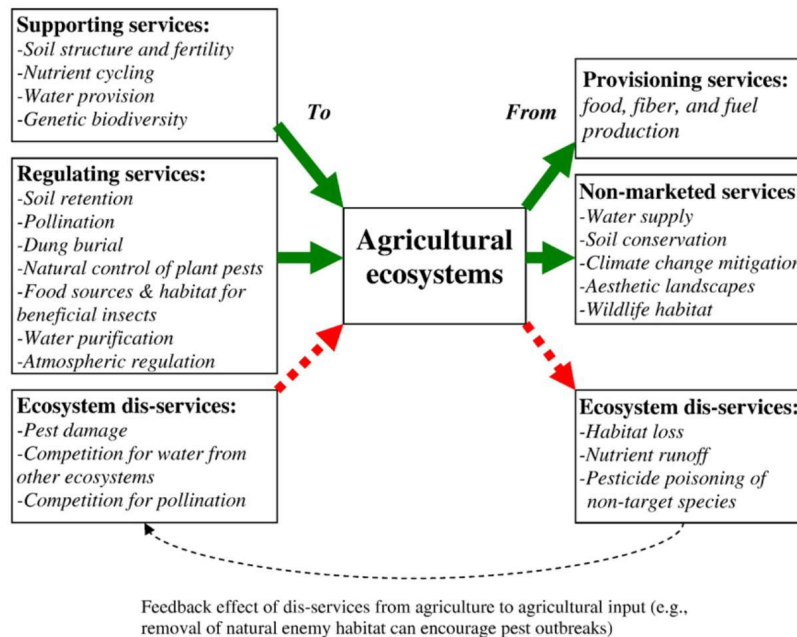 Supporting services:
-Soil structure and fertility
-Nutrient cycling
-Water provision
-Genetic biodiversity
To
From
Provisioning services:
food, fiber, and fuel
production
Regulating services:
-Soil retention
-Pollination
-Dung burial
-Natural control of plant pests
-Food sources & habitat for
beneficial insects
-Water purification
-Atmospheric regulation
Agricultural
ecosystems
Non-marketed services
-Water supply
-Soil conservation
-Climate change mitigation
-Aesthetic landscapes
-Wildlife habitat
Ecosystem dis-services:
-Pest damage
-Competition for water from
other ecosystems
-Competition for pollination
Ecosystem dis-services:
-Habitat loss
-Nutrient runoff
-Pesticide poisoning of
non-target species
Feedback effect of dis-services from agriculture to agricultural input (e.g.,
removal of natural enemy habitat can encourage pest outbreaks)